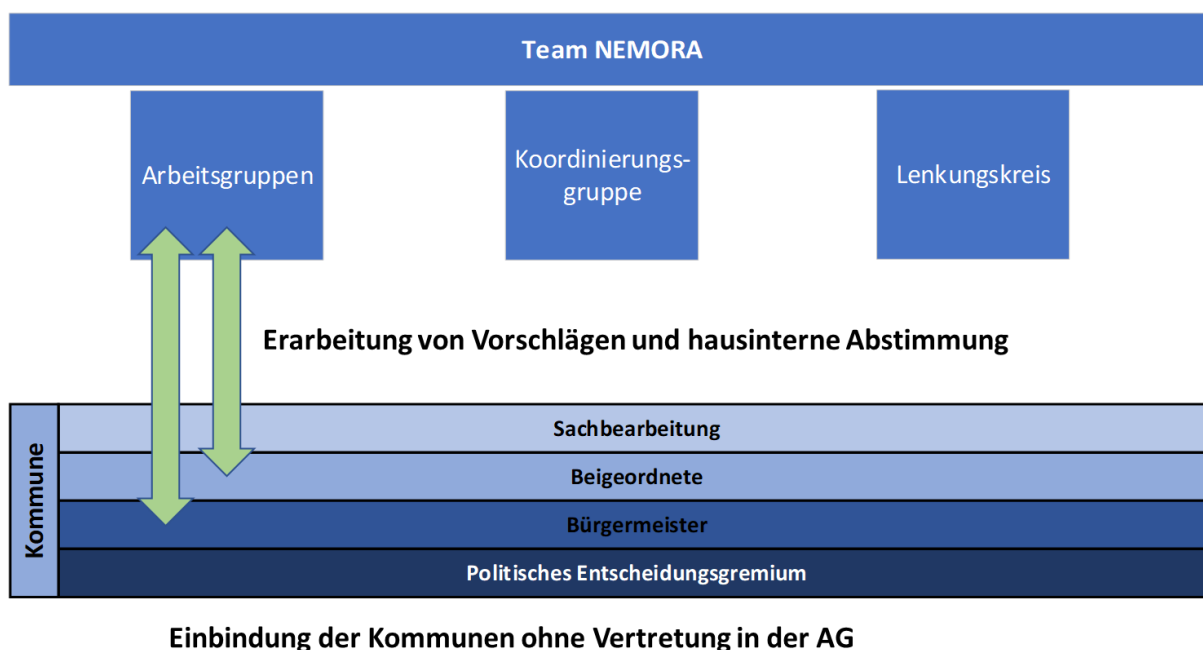 Team NEMORA
Arbeitsgruppen
Koordinierungs-
gruppe
Lenkungskreis
Erarbeitung von Vorschlägen und hausinterne Abstimmung
Kommune
Sachbearbeitung
Beigeordnete
Bürgermeister
Politisches Entscheidungsgremium
Einbindung der Kommunen ohne Vertretung in der AG